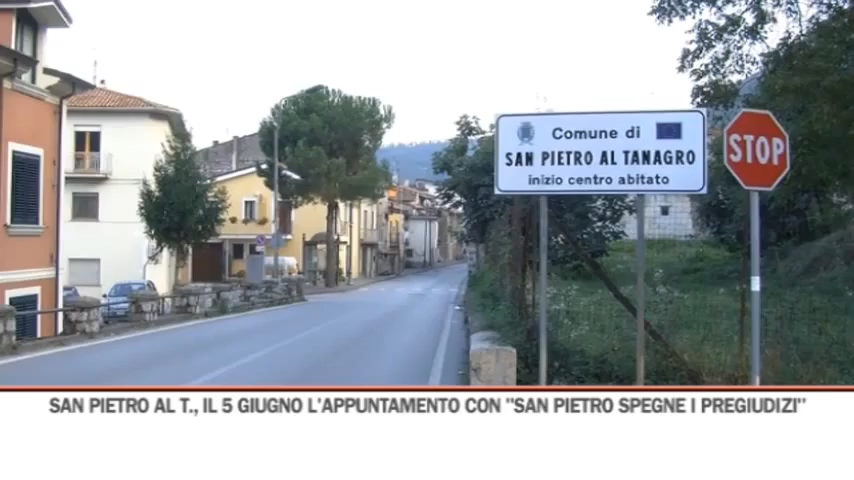 Comune di
SAN PIETRO AL TANAGRO
inizio centro abitato
STOP
SAN PIETRO AL T., IL 5 GIUGNO L'APPUNTAMENTO CON "SAN PIETRO SPEGNE I PREGIUDIZI"